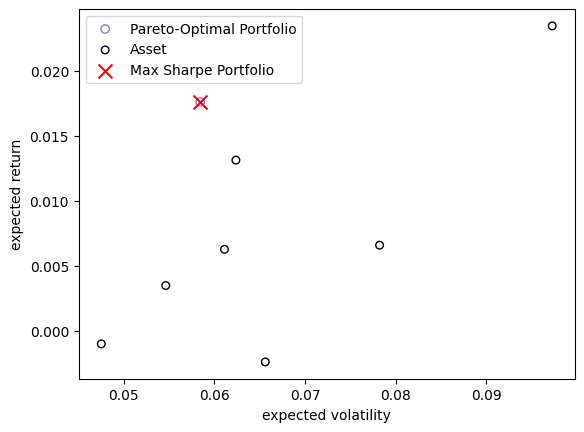 Pareto-Optimal Portfolio
Asset
Max Sharpe Portfolio
expected return
0.020
0.015
0.010
0.005
0.000
0.05 0.06 0.07 0.08 0.09
expected volatility